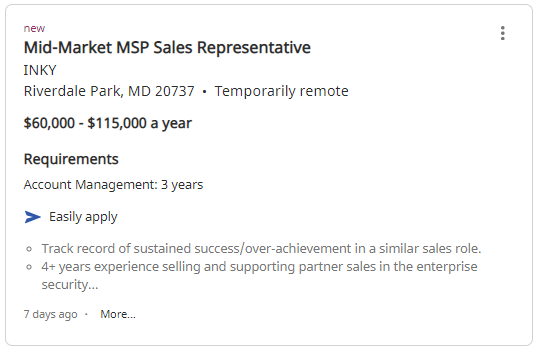 new
Mid-Market MSP Sales Representative
INKY
Riverdale Park, MD 20737 • Temporarily remote
$60,000 - $115,000 a year
Requirements
Account Management: 3 years
Easily apply
Track record of sustained success/over-achievement in a similar sales role.
4+ years experience selling and supporting partner sales in the enterprise
security...
7 days ago · More...